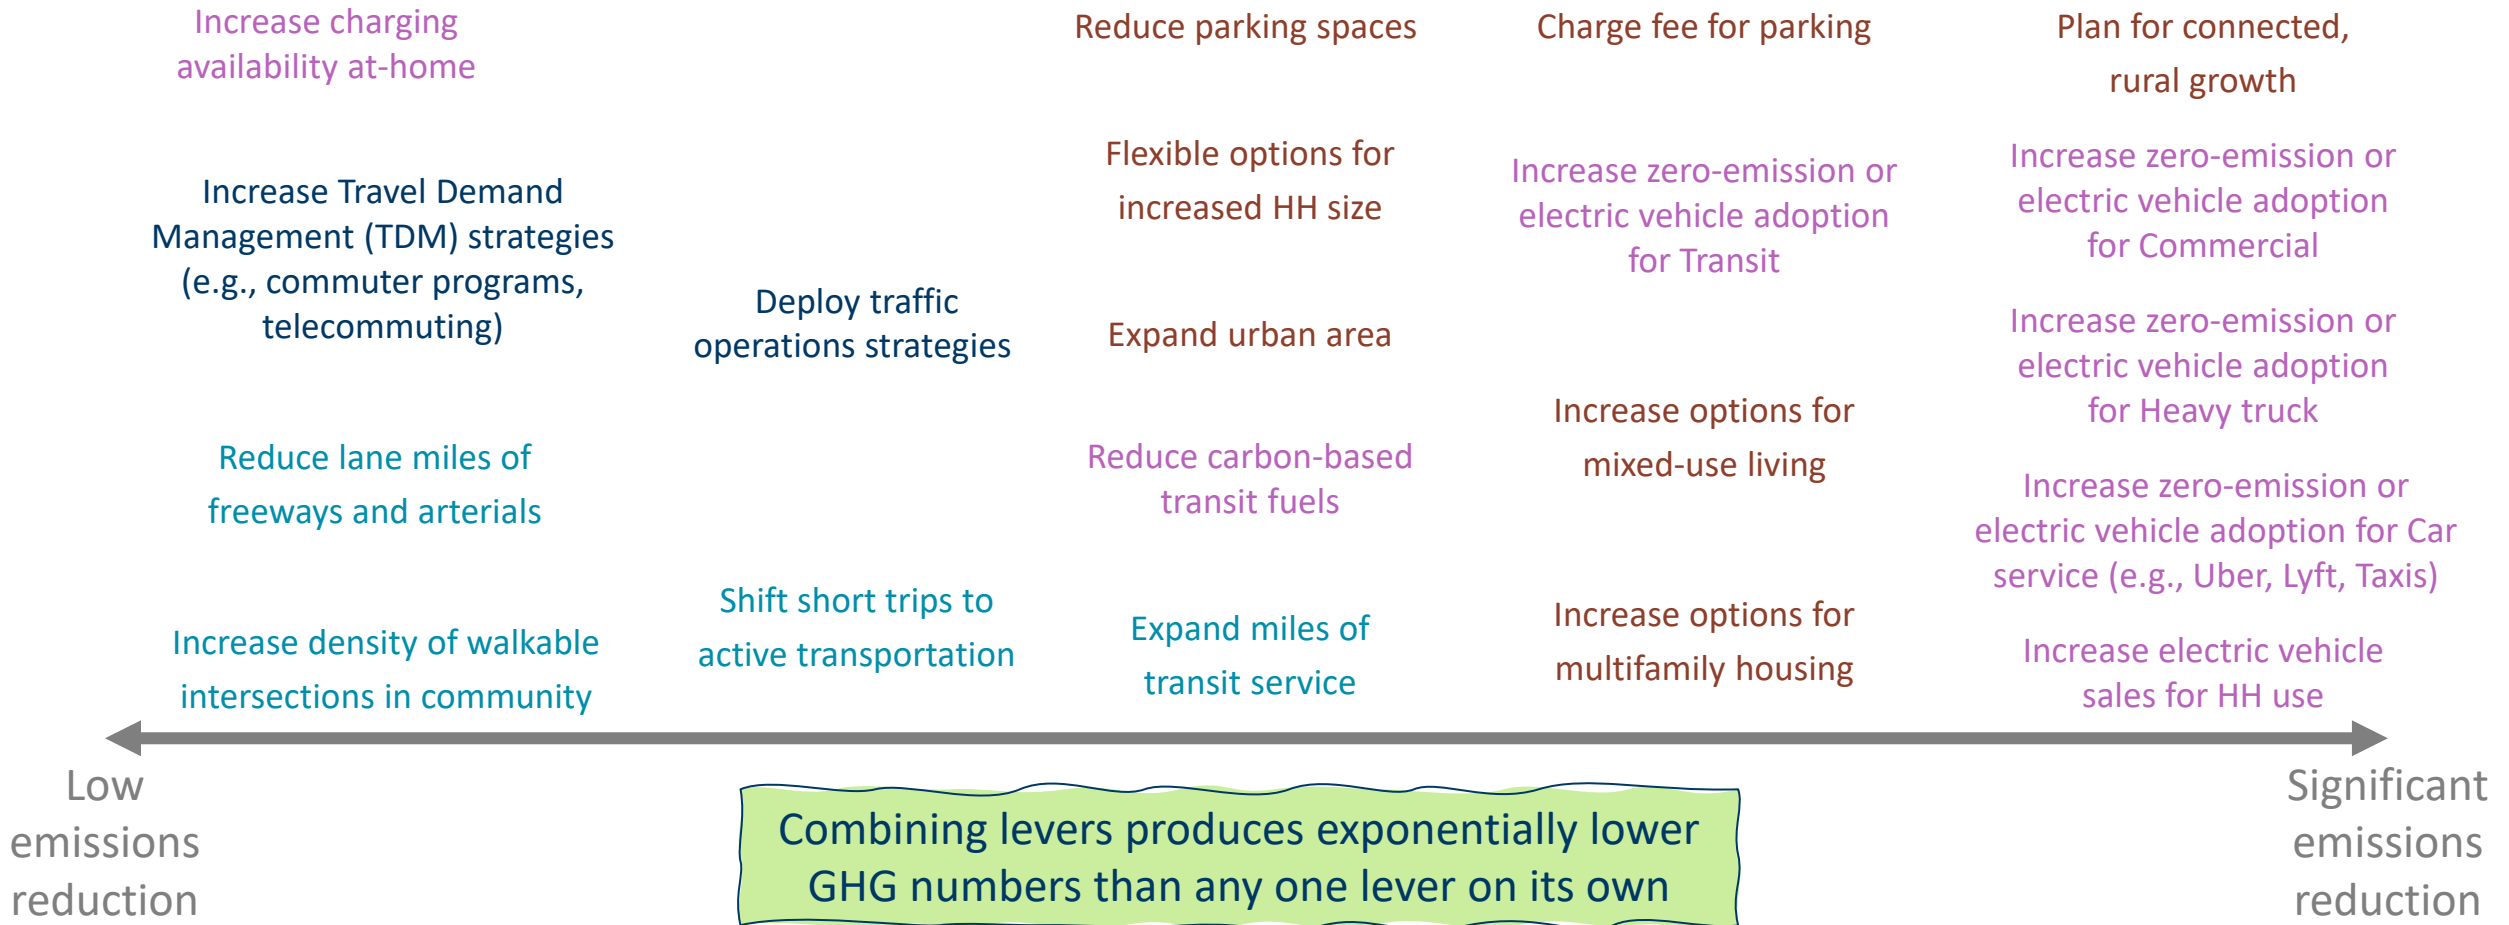 Increase charging
availability at-home
Increase Travel Demand
Management (TDM) strategies
(e.g., commuter programs,
telecommuting)
Reduce lane miles of
freeways and arterials
Increase density of walkable
intersections in community
Deploy traffic
operations strategies
Shift short trips to
active transportation
Reduce parking spaces
Flexible options for
increased HH size
Expand urban area
Reduce carbon-based
transit fuels
Expand miles of
transit service
Charge fee for parking
Increase zero-emission or
electric vehicle adoption
for Transit
Increase options for
mixed-use living
Increase options for
multifamily housing
Plan for connected,
rural growth
Increase zero-emission or
electric vehicle adoption
for Commercial
Increase zero-emission or
electric vehicle adoption
for Heavy truck
Increase zero-emission or
electric vehicle adoption for Car
service (e.g., Uber, Lyft, Taxis)
Increase electric vehicle
sales for HH use
Low
emissions
reduction
Combining levers produces exponentially lower
GHG numbers than any one lever on its own
Significant
emissions
reduction